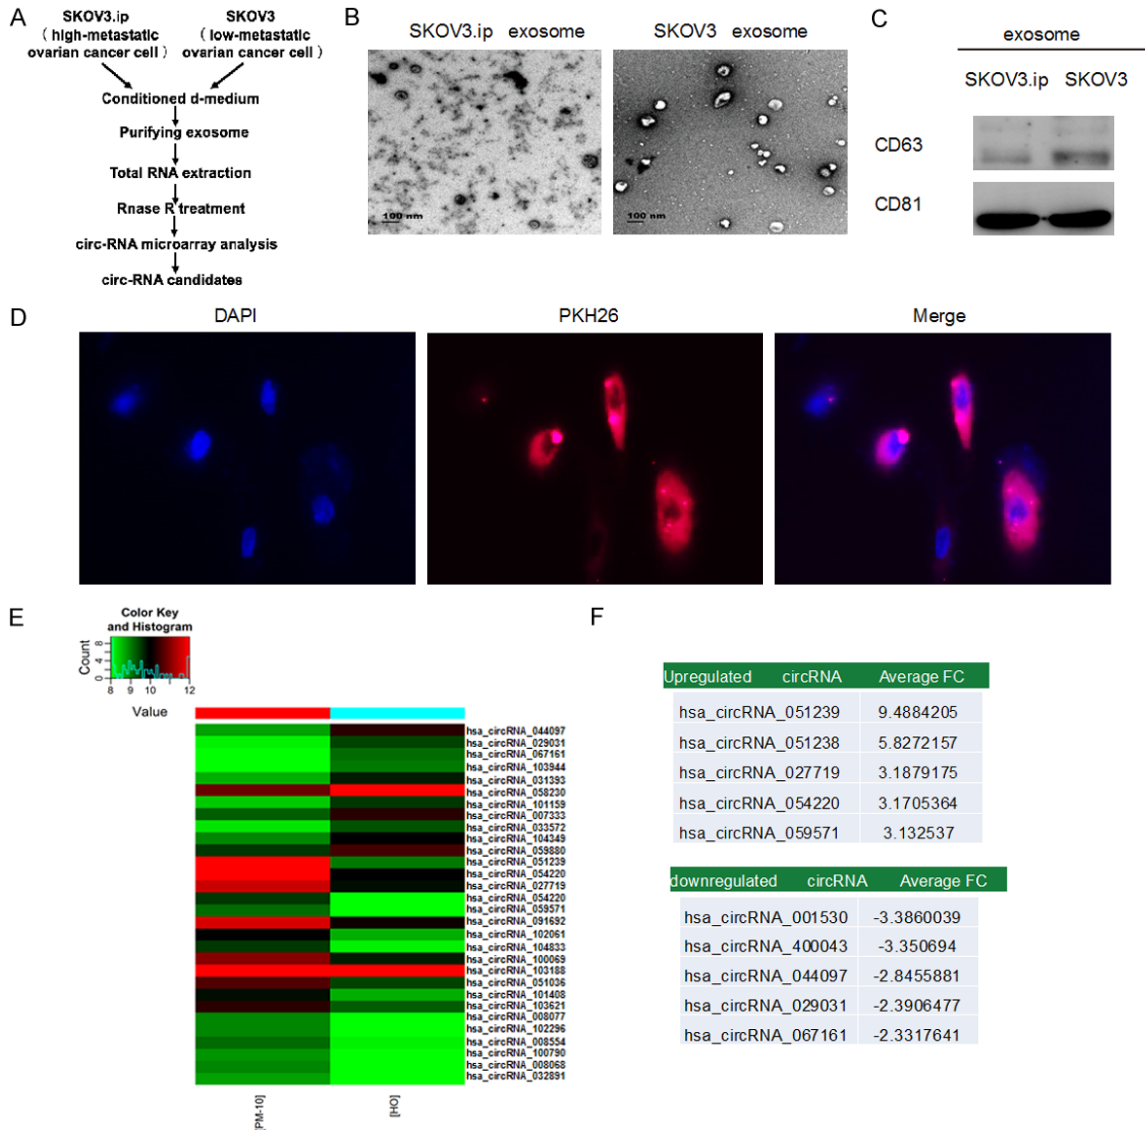 A
SKOV3.ip
( high-metastatic
ovarian cancer cell )
SKOV3
(low-metastatic
ovarian cancer cell )
Conditioned d-medium
Purifying exosome
Total RNA extraction
Rnase R treatment
circ-RNA microarray analysis
circ-RNA candidates
B
SKOV3.ip exosome
SKOV3 exosome
100 nm
100 nm
C
exosome
SKOV3.ip SKOV3
CD63
CD81
D
DAPI
PKH26
Merge
E
Color Key
and Histogram
Count
0 4 8
8 9 10 12
Value
hsa_circRNA_044097
hsa_circRNA_029031
hsa_circRNA_067161
hsa_circRNA_103944
hsa_circRNA_031393
hsa_circRNA_058230
hsa_circRNA_101159
hsa_circRNA_007333
hsa_circRNA_033572
hsa_circRNA_104349
hsa_circRNA_059880
hsa_circRNA_051239
hsa_circRNA_054220
hsa_circRNA_027719
hsa_circRNA_054220
hsa_circRNA_059571
hsa_circRNA_091692
hsa_circRNA_102061
hsa_circRNA_104833
hsa_circRNA_100069
hsa_circRNA_103188
hsa_circRNA_051036
hsa_circRNA_101408
hsa_circRNA_103621
hsa_circRNA_008077
hsa_circRNA_102296
hsa_circRNA_008554
hsa_circRNA_100790
hsa_circRNA_008068
hsa_circRNA_032891
[PM-10]
[HO]
F
Upregulated circRNA Average FC
hsa_circRNA_051239 9.4884205
hsa_circRNA_051238 5.8272157
hsa_circRNA_027719 3.1879175
hsa_circRNA_054220 3.1705364
hsa_circRNA_059571 3.132537
downregulated circRNA Average FC
hsa_circRNA_001530 -3.3860039
hsa_circRNA_400043 -3.350694
hsa_circRNA_044097 -2.8455881
hsa_circRNA_029031 -2.3906477
hsa_circRNA_067161 -2.3317641